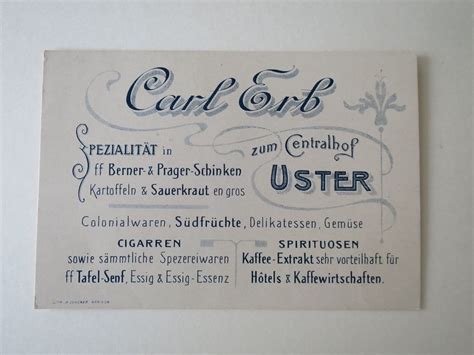 Carl Erb
SPEZIALITÄT in
ff Berner- & Prager-Schinken
Kartoffeln & Sauerkraut en gros
zum Centralhof
USTER
Colonialwaren, Südfrüchte, Delikatessen, Gemüse
CIGARREN
sowie sämmtliche Spezereiwaren
ff Tafel-Senf, Essig & Essig-Essenz
SPIRITUOSEN
Kaffee-Extrakt sehr vorteilhaft für
Hôtels & Kaffewirtschaften.